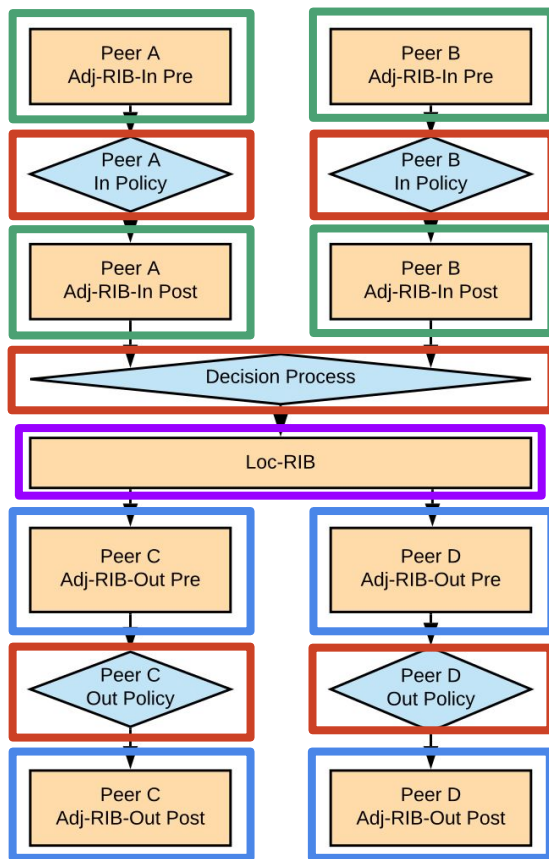 Peer A
Adj-RIB-In Pre
Peer B
Adj-RIB-In Pre
Peer A
In Policy
Peer B
In Policy
Peer A
Adj-RIB-In Post
Peer B
Adj-RIB-In Post
Decision Process
Loc-RIB
Peer C
Adj-RIB-Out Pre
Peer D
Adj-RIB-Out Pre
Peer C
Out Policy
Peer D
Out Policy
Peer C
Adj-RIB-Out Post
Peer D
Adj-RIB-Out Post